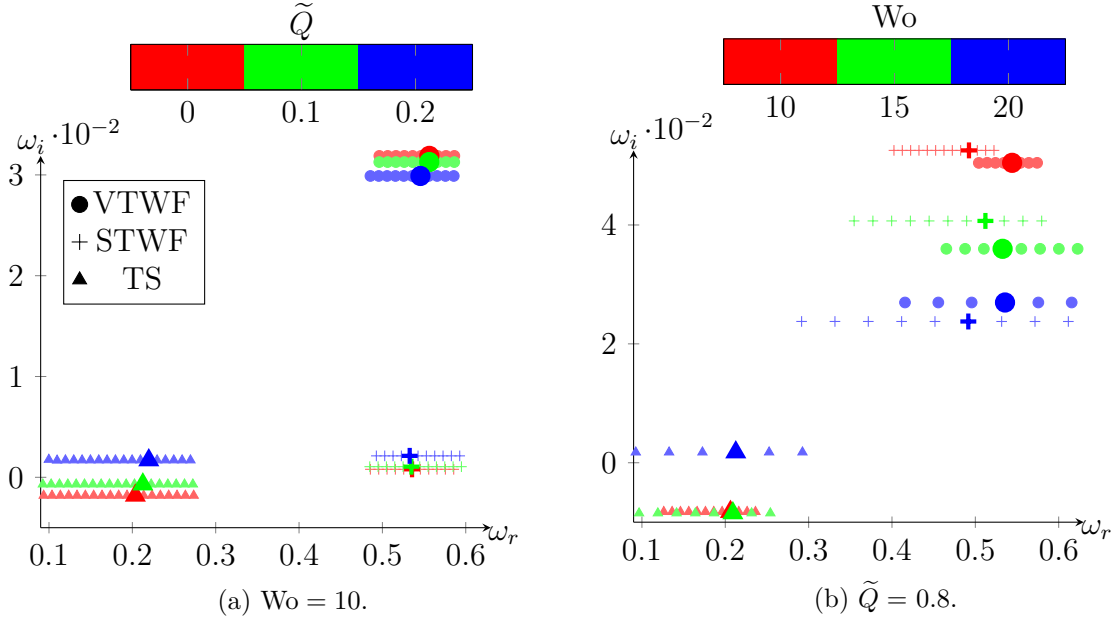 Q̃
0 0.1 0.2
ω_i ·10⁻²
3
2
1
0
VTWF
STWF
TS
0.1 0.2 0.3 0.4 0.5 0.6 ω_r
(a) Wo = 10.
Wo
10 15 20
ω_i ·10⁻²
4
2
0
0.1 0.2 0.3 0.4 0.5 0.6 ω_r
(b) Q̃ = 0.8.